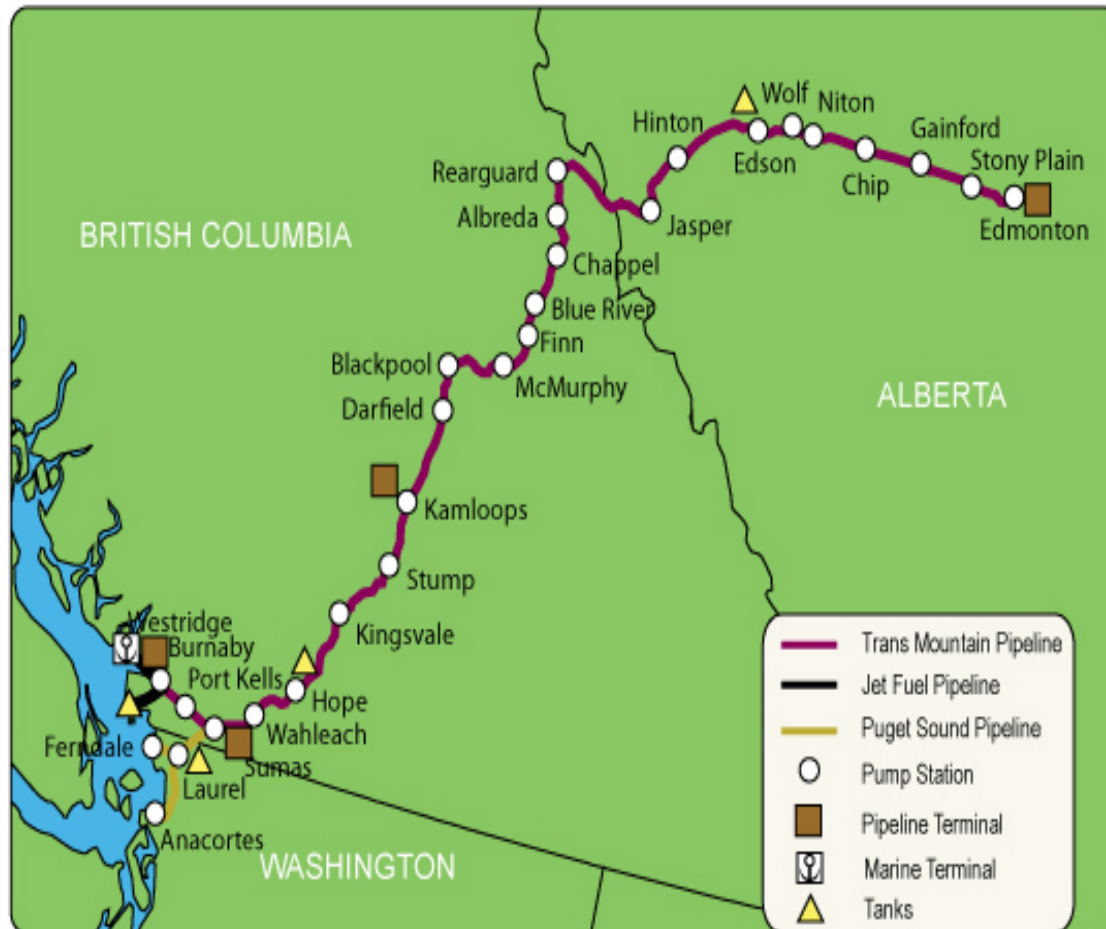 Wolf
Niton
Hinton
Gainford
Edson
Stony Plain
Rearguard
Chip
Albreda
Jasper
Edmonton
BRITISH COLUMBIA
Chappel
Blue River
Finn
Blackpool
McMurphy
ALBERTA
Darfield
Kamloops
Stump
Westridge
Kingsvale
Burnaby
Port Kells
Hope
Wahleach
Ferndale
Sumas
Laurel
Anacortes
WASHINGTON
Trans Mountain Pipeline
Jet Fuel Pipeline
Puget Sound Pipeline
Pump Station
Pipeline Terminal
Marine Terminal
Tanks